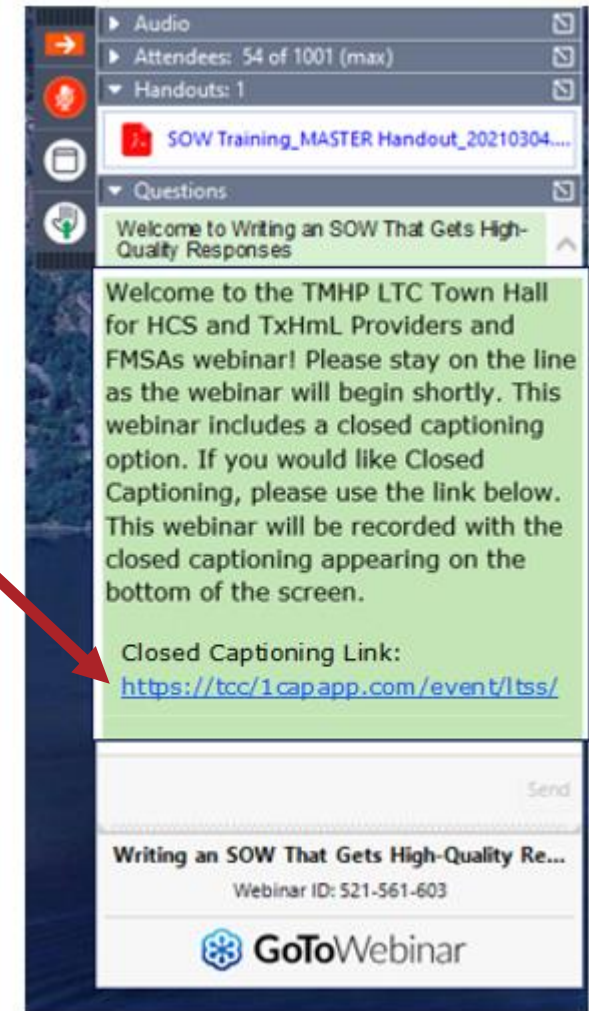 Audio
Attendees: 54 of 1001 (max)
Handouts: 1
SOW Training_MASTER Handout_20210304....
Questions
Welcome to Writing an SOW That Gets High-
Quality Responses
Welcome to the TMHP LTC Town Hall
for HCS and TxHmL Providers and
FMSAs webinar! Please stay on the line
as the webinar will begin shortly. This
webinar includes a closed captioning
option. If you would like Closed
Captioning, please use the link below.
This webinar will be recorded with the
closed captioning appearing on the
bottom of the screen.
Closed Captioning Link:
https://tcc/1capapp.com/event/ltss/
Send
Writing an SOW That Gets High-Quality Re...
Webinar ID: 521-561-603
GoToWebinar